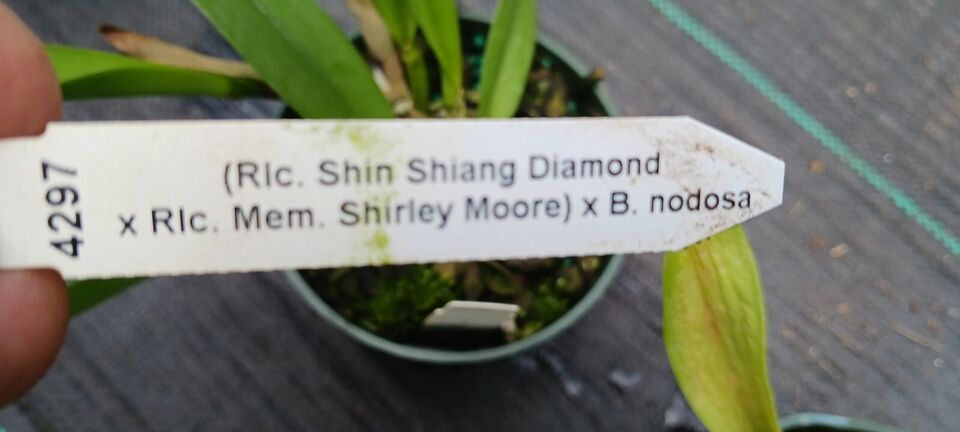 4297
(Rlc. Shin Shiang Diamond
x Rlc. Mem. Shirley Moore) x B. nodosa